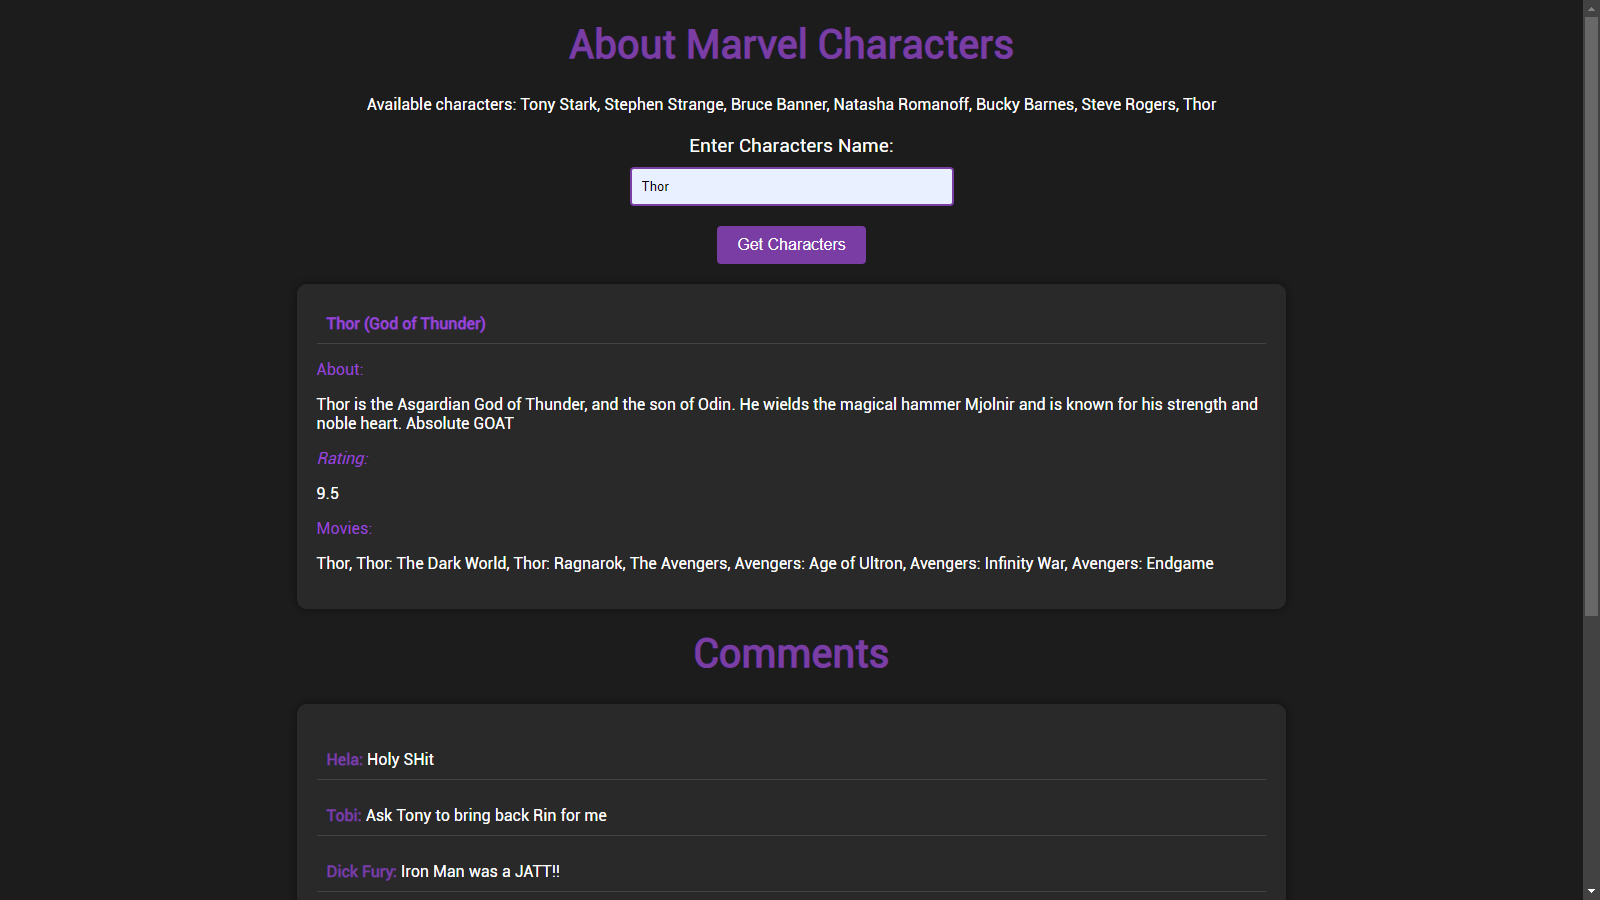 About Marvel Characters
Available characters: Tony Stark, Stephen Strange, Bruce Banner, Natasha Romanoff, Bucky Barnes, Steve Rogers, Thor
Enter Characters Name:
Thor
Get Characters
Thor (God of Thunder)
About:
Thor is the Asgardian God of Thunder, and the son of Odin. He wields the magical hammer Mjolnir and is known for his strength and
noble heart. Absolute GOAT
Rating:
9.5
Movies:
Thor, Thor: The Dark World, Thor: Ragnarok, The Avengers, Avengers: Age of Ultron, Avengers: Infinity War, Avengers: Endgame
Comments
Hela: Holy SHit
Tobi: Ask Tony to bring back Rin for me
Dick Fury: Iron Man was a JATT!!